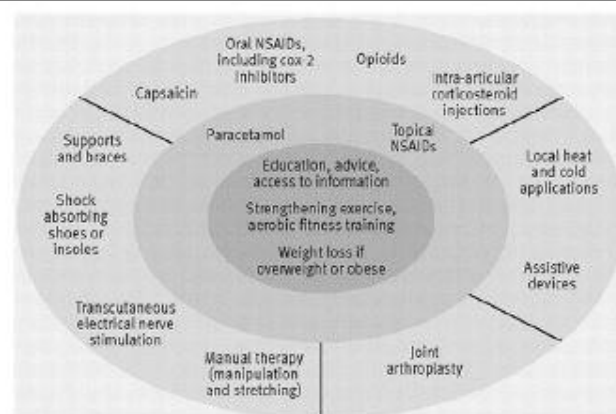 Oral NSAIDs,
including cox-2
inhibitors
Opioids
Capsaicin
Intra-articular
corticosteroid
injections
Supports
and braces
Paracetamol
Topical
NSAIDs
Local heat
and cold
applications
Education, advice,
access to information
Shock
absorbing
shoes or
insoles
Strengthening exercise,
aerobic fitness training
Weight loss if
overweight or obese
Assistive
devices
Transcutaneous
electrical nerve
stimulation
Manual therapy
(manipulation
and stretching)
Joint
arthroplasty